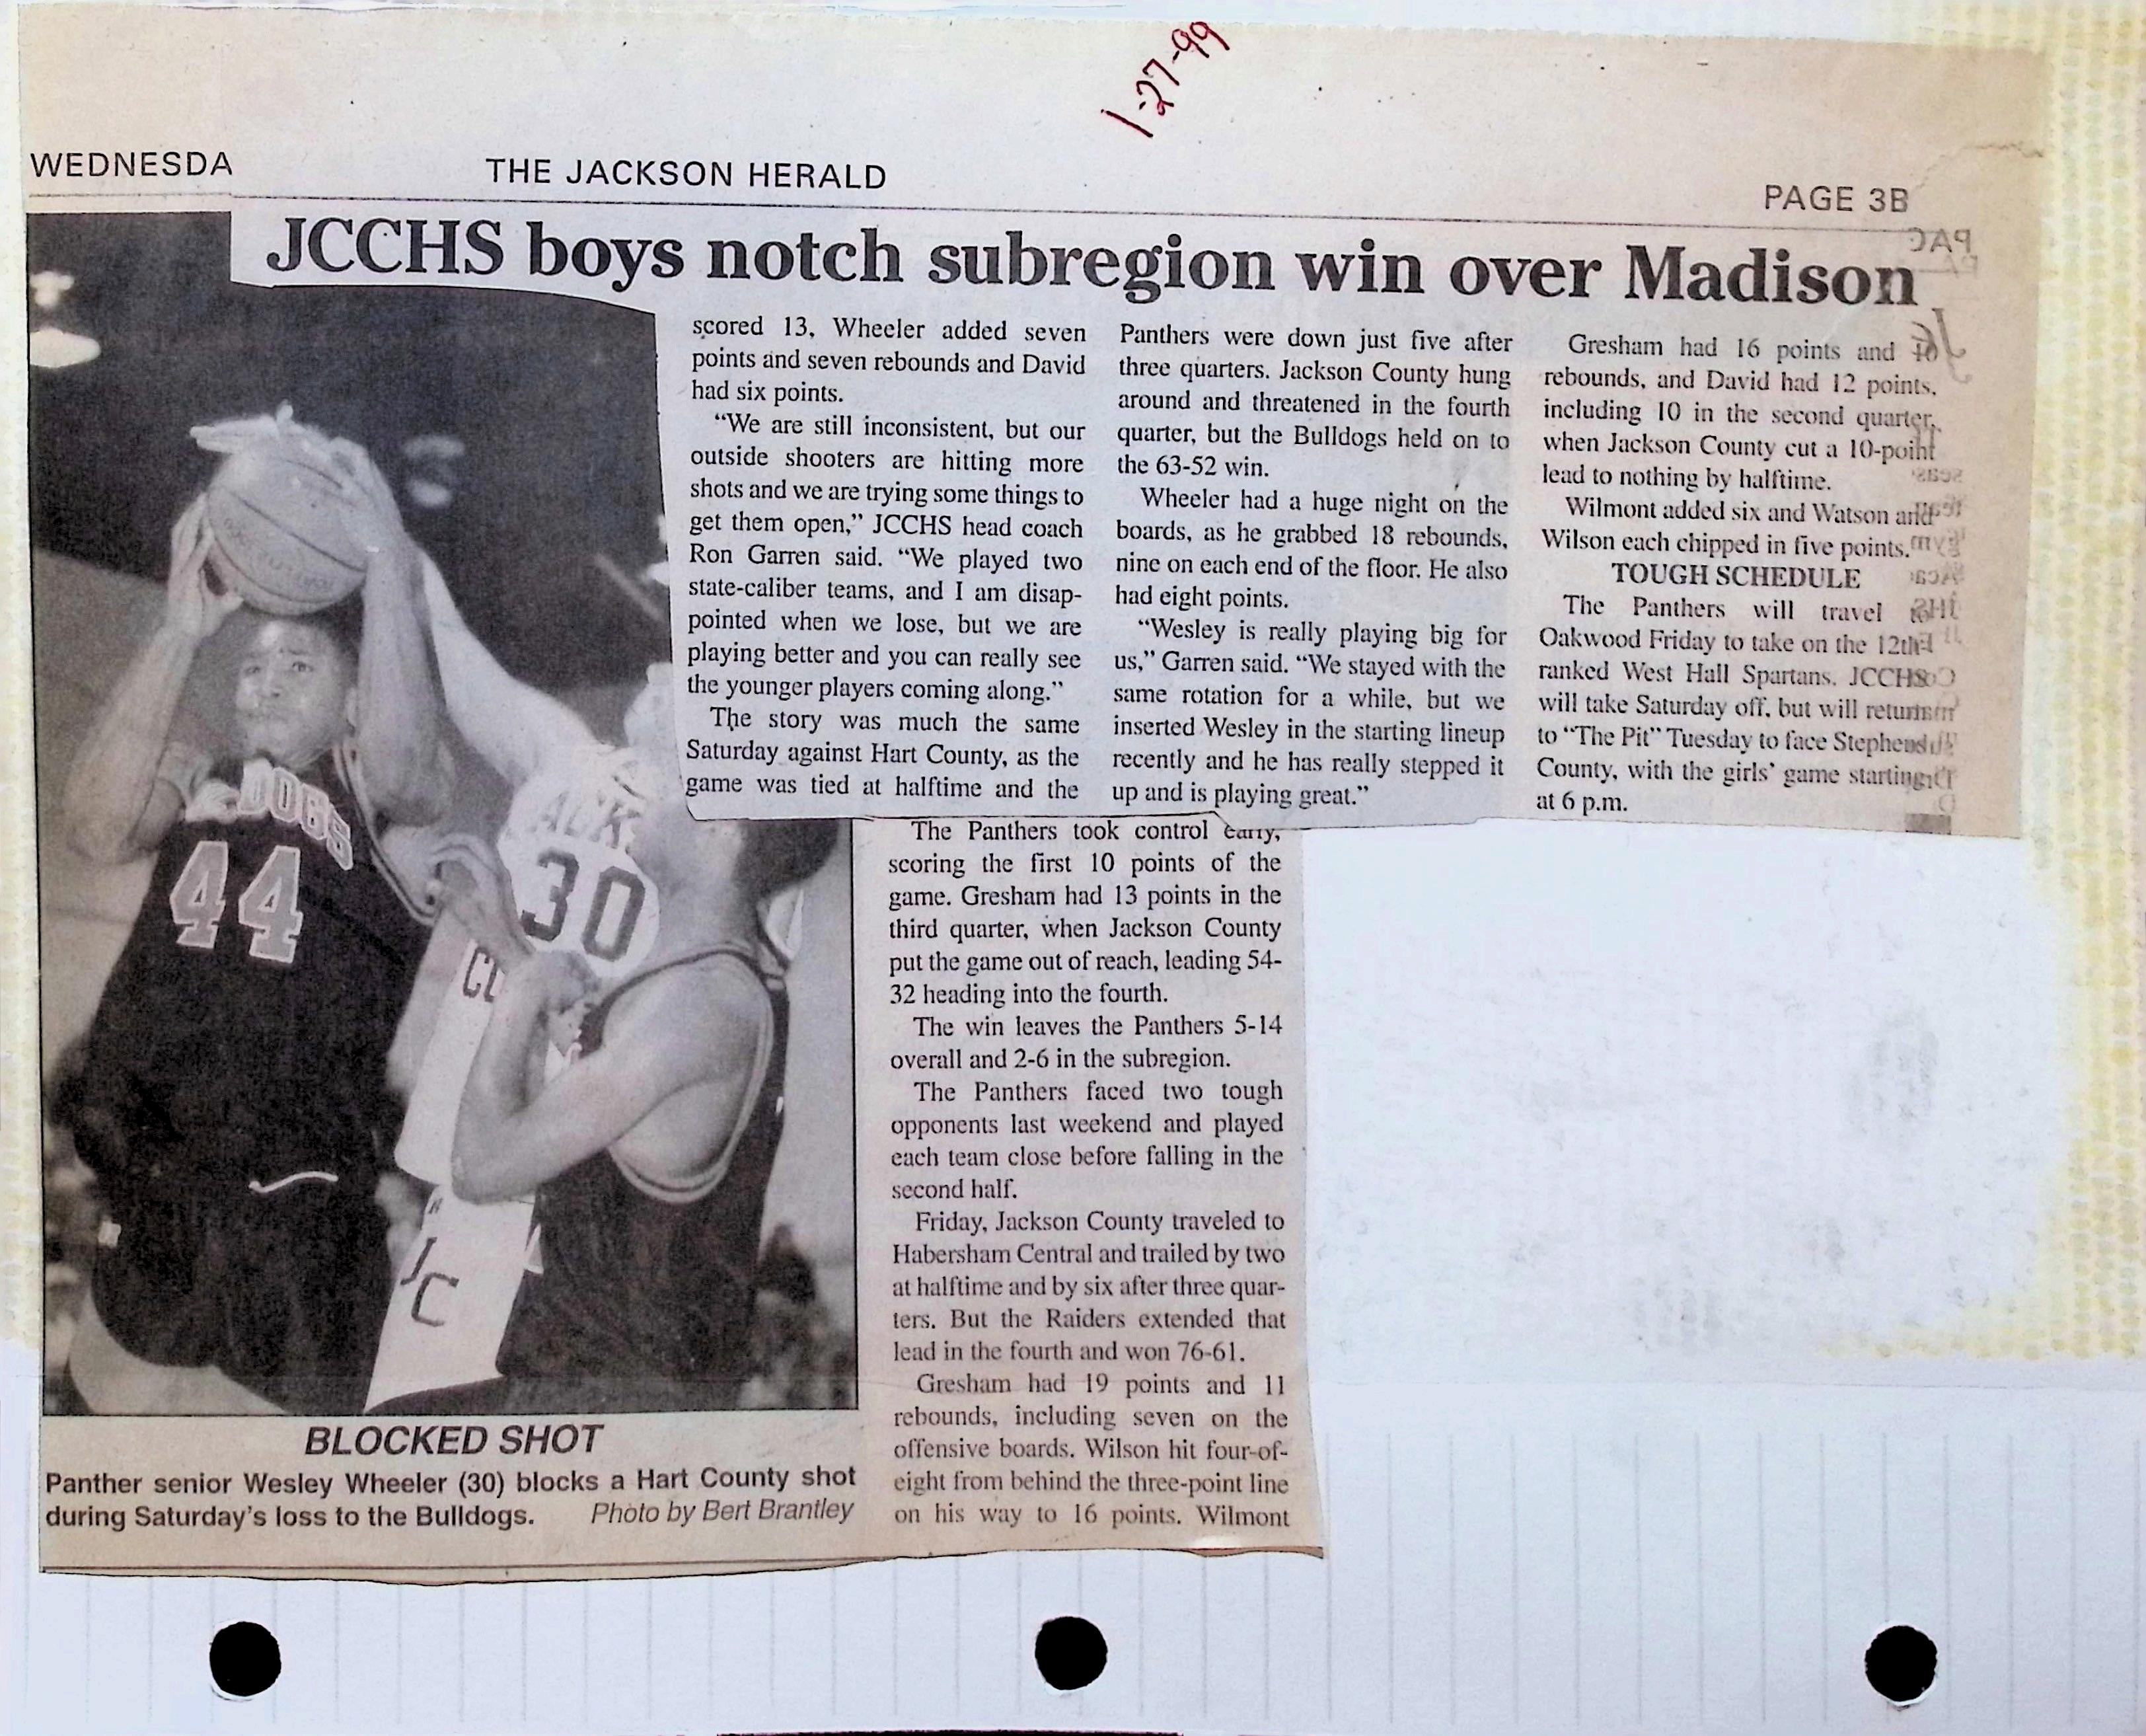 1-27-99
WEDNESDA
THE JACKSON HERALD
PAGE 3B
JCCHS boys notch subregion win over Madison
DOGS
44
30
JC
BLOCKED SHOT
Panther senior Wesley Wheeler (30) blocks a Hart County shot
during Saturday's loss to the Bulldogs. Photo by Bert Brantley
The Panthers took control early,
scoring the first 10 points of the
game. Gresham had 13 points in the
third quarter, when Jackson County
put the game out of reach, leading 54-
32 heading into the fourth.
The win leaves the Panthers 5-14
overall and 2-6 in the subregion.
The Panthers faced two tough
opponents last weekend and played
each team close before falling in the
second half.
Friday, Jackson County traveled to
Habersham Central and trailed by two
at halftime and by six after three quar-
ters. But the Raiders extended that
lead in the fourth and won 76-61.
Gresham had 19 points and 11
rebounds, including seven on the
offensive boards. Wilson hit four-of-
eight from behind the three-point line
on his way to 16 points. Wilmont
scored 13, Wheeler added seven
points and seven rebounds and David
had six points.
“We are still inconsistent, but our
outside shooters are hitting more
shots and we are trying some things to
get them open,” JCCHS head coach
Ron Garren said. “We played two
state-caliber teams, and I am disap-
pointed when we lose, but we are
playing better and you can really see
the younger players coming along.”
The story was much the same
Saturday against Hart County, as the
game was tied at halftime and the
Panthers were down just five after
three quarters. Jackson County hung
around and threatened in the fourth
quarter, but the Bulldogs held on to
the 63-52 win.
Wheeler had a huge night on the
boards, as he grabbed 18 rebounds,
nine on each end of the floor. He also
had eight points.
“Wesley is really playing big for
us,” Garren said. “We stayed with the
same rotation for a while, but we
inserted Wesley in the starting lineup
recently and he has really stepped it
up and is playing great.”
Gresham had 16 points and 10
rebounds, and David had 12 points,
including 10 in the second quarter,
when Jackson County cut a 10-point
lead to nothing by halftime.
Wilmont added six and Watson and
Wilson each chipped in five points.
TOUGH SCHEDULE
The Panthers will travel to
Oakwood Friday to take on the 12th-
ranked West Hall Spartans. JCCHS
will take Saturday off, but will return
to “The Pit” Tuesday to face Stephens
County, with the girls' game starting
at 6 p.m.